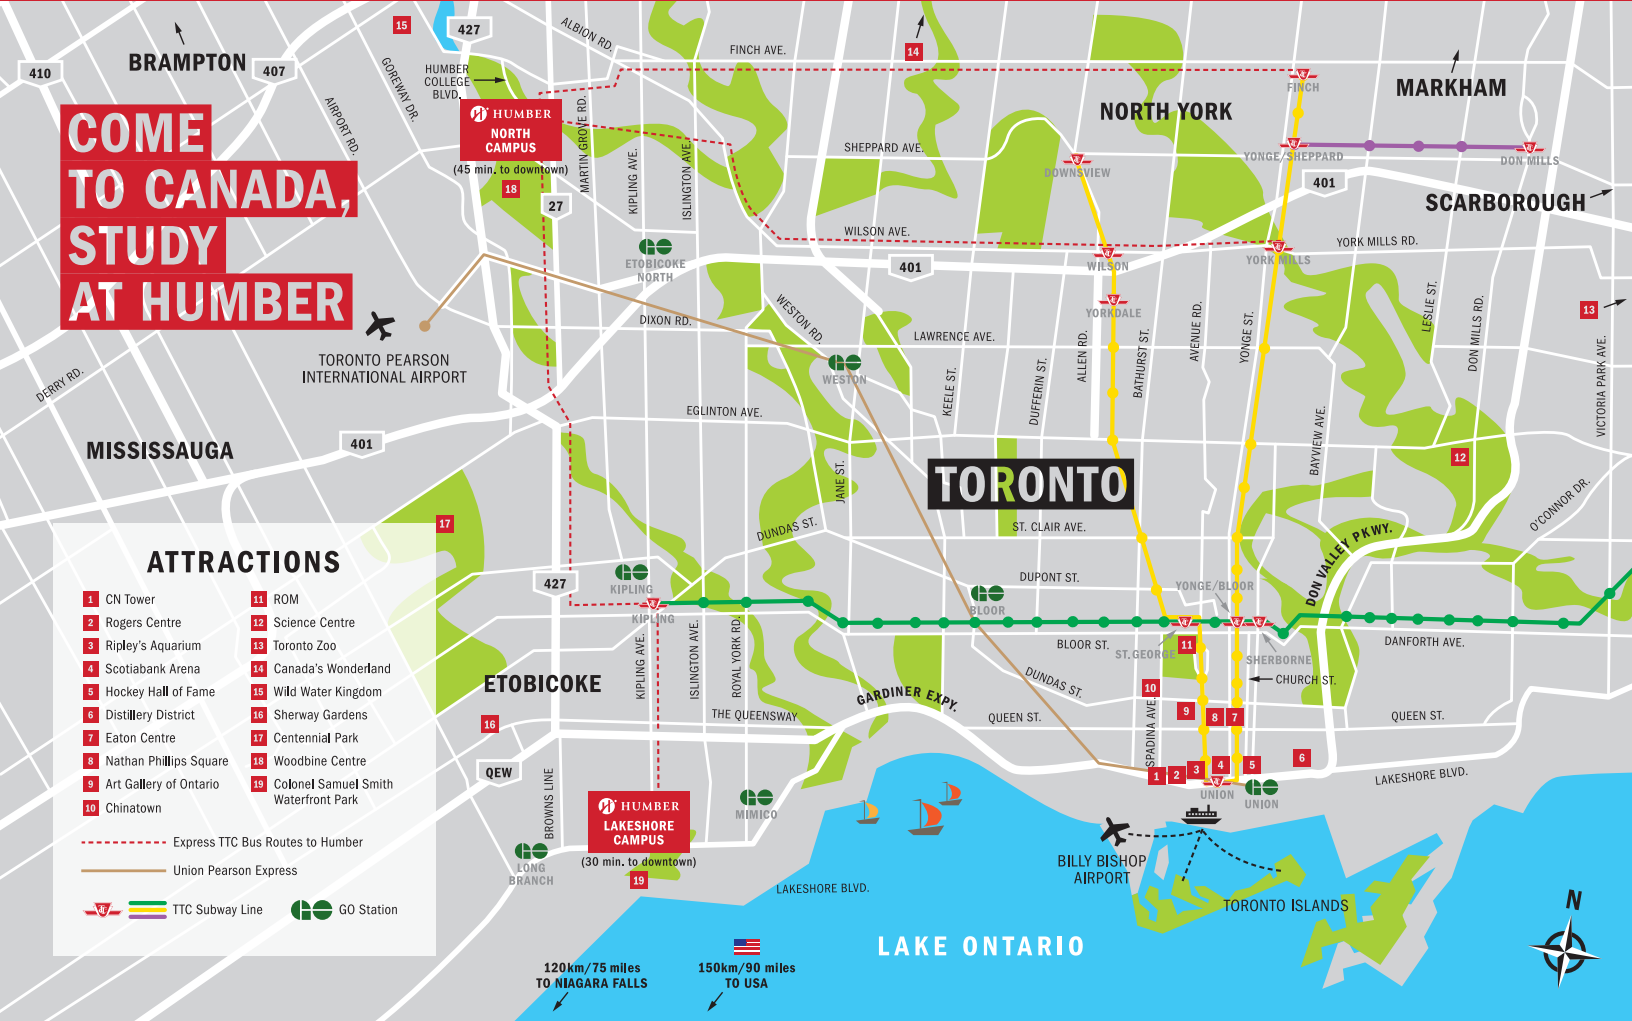 COME
TO CANADA,
STUDY
AT HUMBER
410
BRAMPTON
407
15
427
GOREWAY DR.
AIRPORT RD.
HUMBER
COLLEGE
BLVD.
ALBION RD.
FINCH AVE.
14
HUMBER
NORTH
CAMPUS
(45 min. to downtown)
18
27
MARTIN GROVE RD.
KIPLING AVE.
ISLINGTON AVE.
SHEPPARD AVE.
WILSON AVE.
NORTH YORK
MARKHAM
SCARBOROUGH
FINCH
YONGE/SHEPPARD
DON MILLS
DOWNSVIEW
401
YORK MILLS RD.
YORK MILLS
WILSON
YORKDALE
401
ETOBICOKE
NORTH
DIXON RD.
WESTON RD.
WESTON
LAWRENCE AVE.
KEELE ST.
DUFFERIN ST.
ALLEN RD.
BATHURST ST.
AVENUE RD.
YONGE ST.
LESLIE ST.
DON MILLS RD.
13
VICTORIA PARK AVE.
BAYVIEW AVE.
TORONTO PEARSON
INTERNATIONAL AIRPORT
DERRY RD.
MISSISSAUGA
401
EGLINTON AVE.
JANE ST.
TORONTO
12
O'CONNOR DR.
17
DUNDAS ST.
ST. CLAIR AVE.
DON VALLEY PKWY.
427
KIPLING
KIPLING
DUPONT ST.
BLOOR
YONGE/BLOOR
BLOOR ST.
ST. GEORGE
11
SHERBORNE
DANFORTH AVE.
CHURCH ST.
ETOBICOKE
KIPLING AVE.
ISLINGTON AVE.
ROYAL YORK RD.
GARDINER EXPY.
DUNDAS ST.
10
SPADINA AVE.
9
8
7
QUEEN ST.
QUEEN ST.
THE QUEENSWAY
16
QEW
BROWNS LINE
1
2
3
4
5
6
UNION
UNION
LAKESHORE BLVD.
HUMBER
LAKESHORE
CAMPUS
(30 min. to downtown)
19
MIMICO
LONG
BRANCH
LAKESHORE BLVD.
BILLY BISHOP
AIRPORT
TORONTO ISLANDS
LAKE ONTARIO
N
120km/75 miles
TO NIAGARA FALLS
150km/90 miles
TO USA
ATTRACTIONS
1 CN Tower
2 Rogers Centre
3 Ripley's Aquarium
4 Scotiabank Arena
5 Hockey Hall of Fame
6 Distillery District
7 Eaton Centre
8 Nathan Phillips Square
9 Art Gallery of Ontario
10 Chinatown
11 ROM
12 Science Centre
13 Toronto Zoo
14 Canada's Wonderland
15 Wild Water Kingdom
16 Sherway Gardens
17 Centennial Park
18 Woodbine Centre
19 Colonel Samuel Smith
Waterfront Park
Express TTC Bus Routes to Humber
Union Pearson Express
TTC Subway Line
GO Station